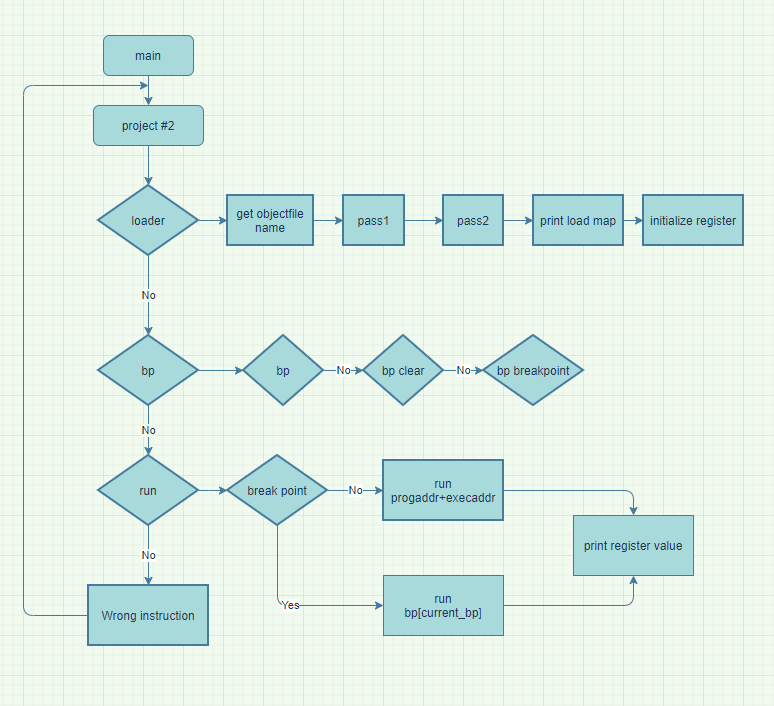 main
project #2
loader
get objectfile
name
pass1
pass2
print load map
initialize register
No
bp
bp
No
bp clear
No
bp breakpoint
No
run
break point
No
run
progaddr+execaddr
print register value
No
Yes
run
bp[current_bp]
Wrong instruction